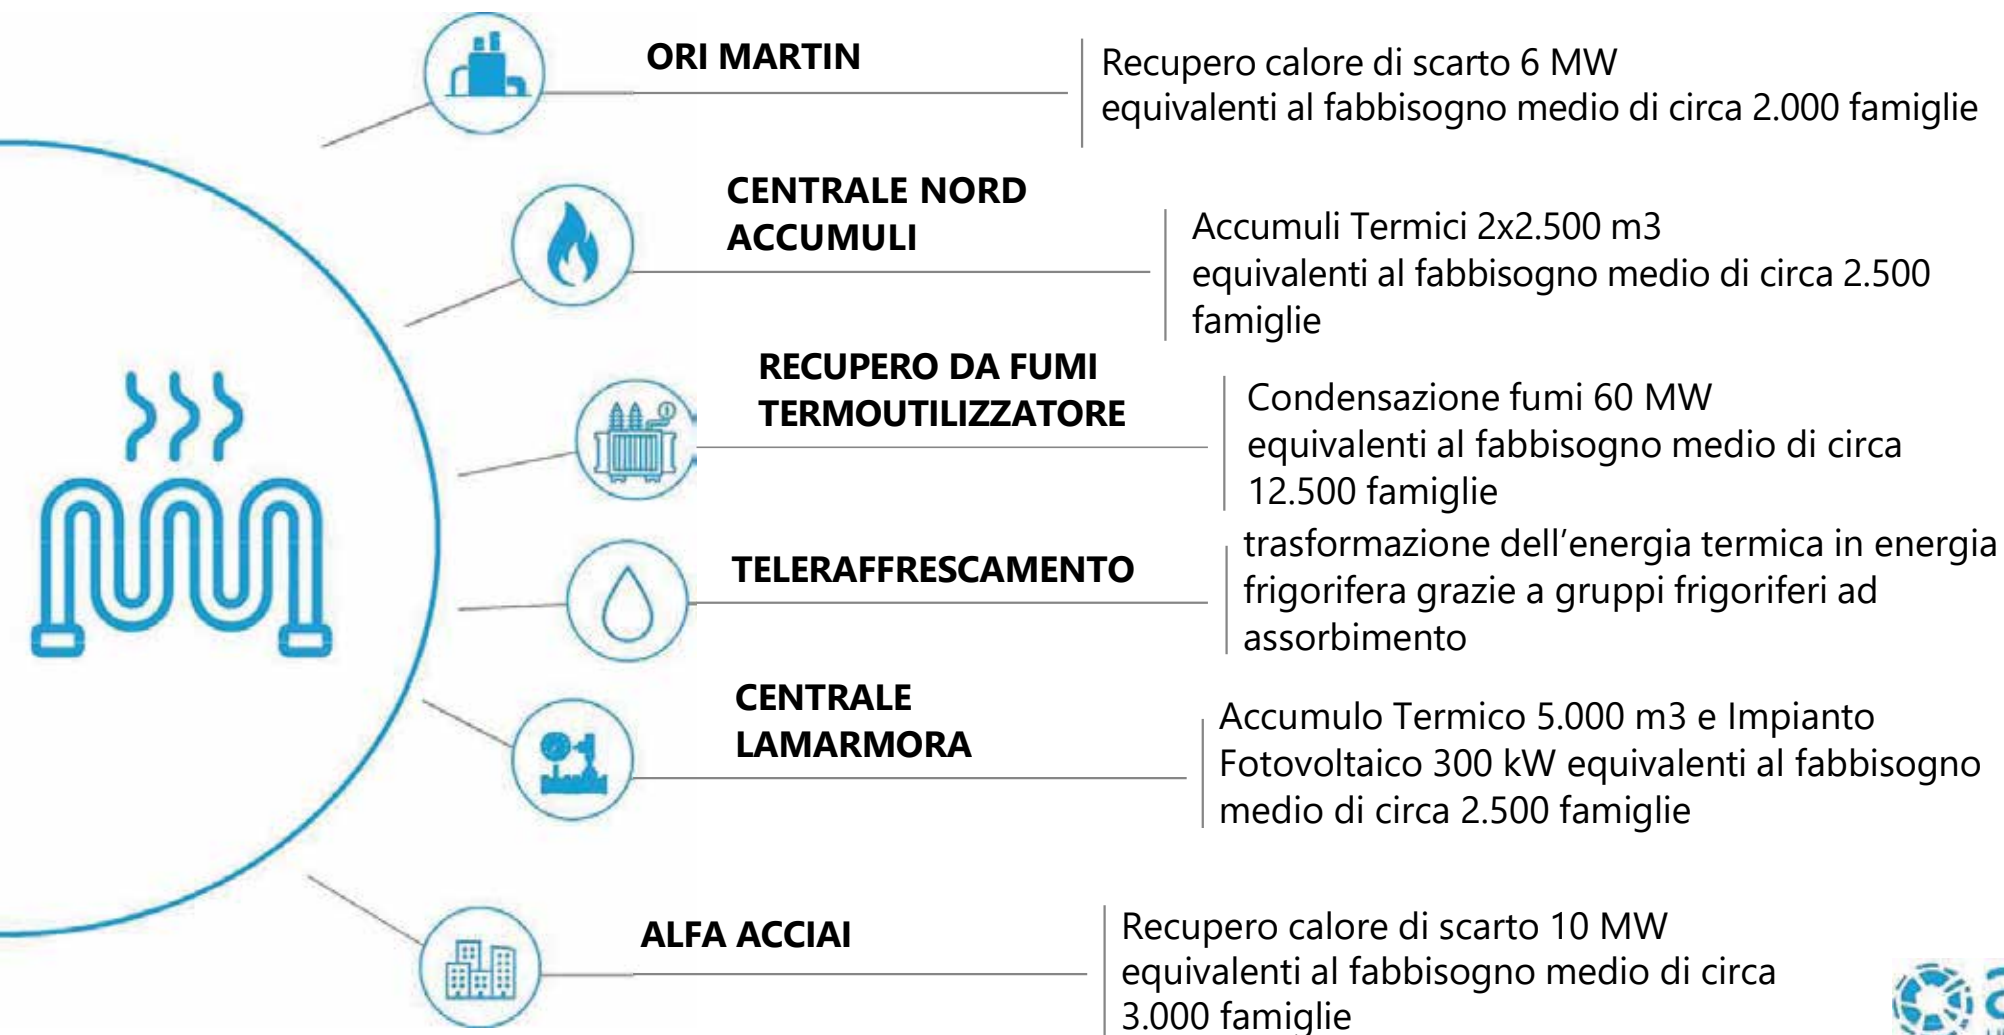 ORI MARTIN
Recupero calore di scarto 6 MW
equivalenti al fabbisogno medio di circa 2.000 famiglie
CENTRALE NORD
ACCUMULI
Accumuli Termici 2x2.500 m3
equivalenti al fabbisogno medio di circa 2.500
famiglie
RECUPERO DA FUMI
TERMOUTILIZZATORE
Condensazione fumi 60 MW
equivalenti al fabbisogno medio di circa
12.500 famiglie
TELERAFFRESCAMENTO
trasformazione dell’energia termica in energia
frigorifera grazie a gruppi frigoriferi ad
assorbimento
CENTRALE
LAMARMORA
Accumulo Termico 5.000 m3 e Impianto
Fotovoltaico 300 kW equivalenti al fabbisogno
medio di circa 2.500 famiglie
ALFA ACCIAI
Recupero calore di scarto 10 MW
equivalenti al fabbisogno medio di circa
3.000 famiglie